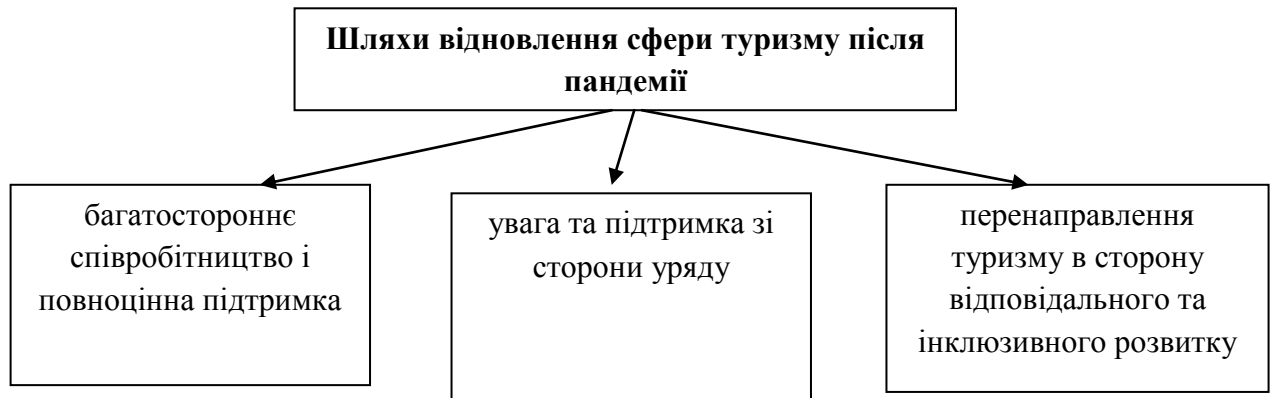 Шляхи відновлення сфери туризму після
пандемії
багатостороннє
співробітництво і
повноцінна підтримка
увага та підтримка зі
сторони уряду
перенаправлення
туризму в сторону
відповідального та
інклюзивного розвитку